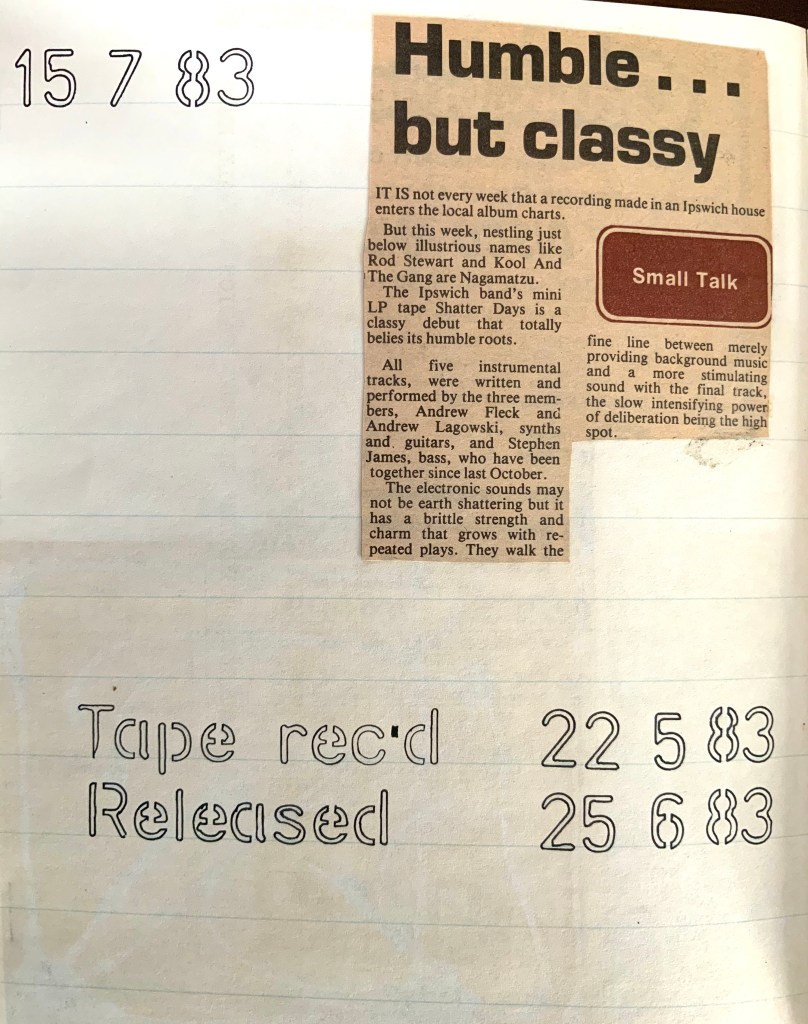 15 7 83
Humble . . .
but classy
IT IS not every week that a recording made in an Ipswich house
enters the local album charts.
But this week, nestling just
below illustrious names like
Rod Stewart and Kool And
The Gang are Nagamatzu.
The Ipswich band's mini
LP tape Shatter Days is a
classy debut that totally
belies its humble roots.
All five instrumental
tracks, were written and
performed by the three mem-
bers, Andrew Fleck and
Andrew Lagowski, synths
and guitars, and Stephen
James, bass, who have been
together since last October.
The electronic sounds may
not be earth shattering but it
has a brittle strength and
charm that grows with re-
peated plays. They walk the
Small Talk
fine line between merely
providing background music
and a more stimulating
sound with the final track,
the slow intensifying power
of deliberation being the high
spot.
Tape rec'd 22 5 83
Released 25 6 83